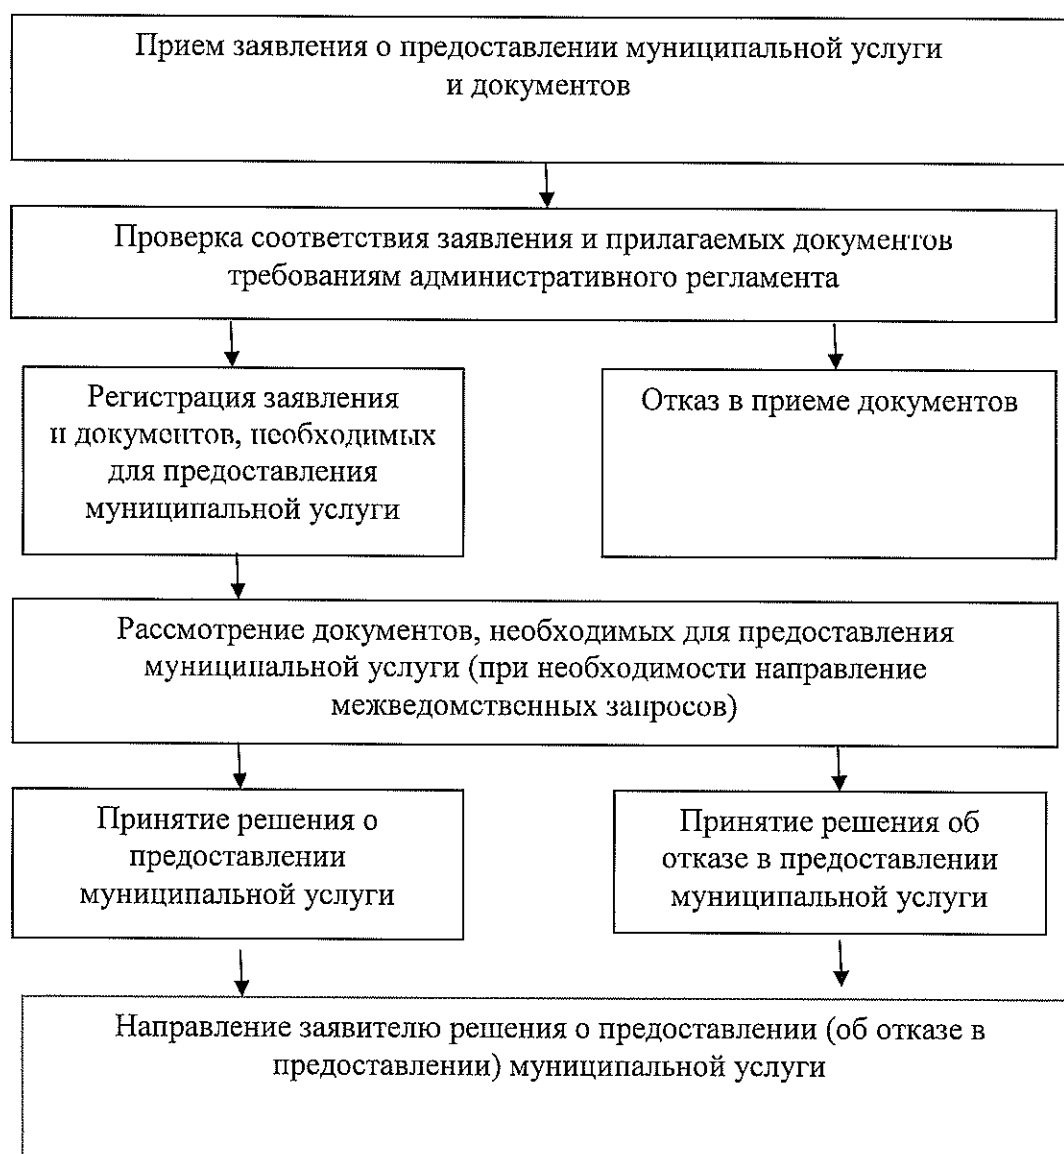 Прием заявления о предоставлении муниципальной услуги
и документов
Проверка соответствия заявления и прилагаемых документов
требованиям административного регламента
Регистрация заявления
и документов, необходимых
для предоставления
муниципальной услуги
Отказ в приеме документов
Рассмотрение документов, необходимых для предоставления
муниципальной услуги (при необходимости направление
межведомственных запросов)
Принятие решения о
предоставлении
муниципальной услуги
Принятие решения об
отказе в предоставлении
муниципальной услуги
Направление заявителю решения о предоставлении (об отказе в
предоставлении) муниципальной услуги